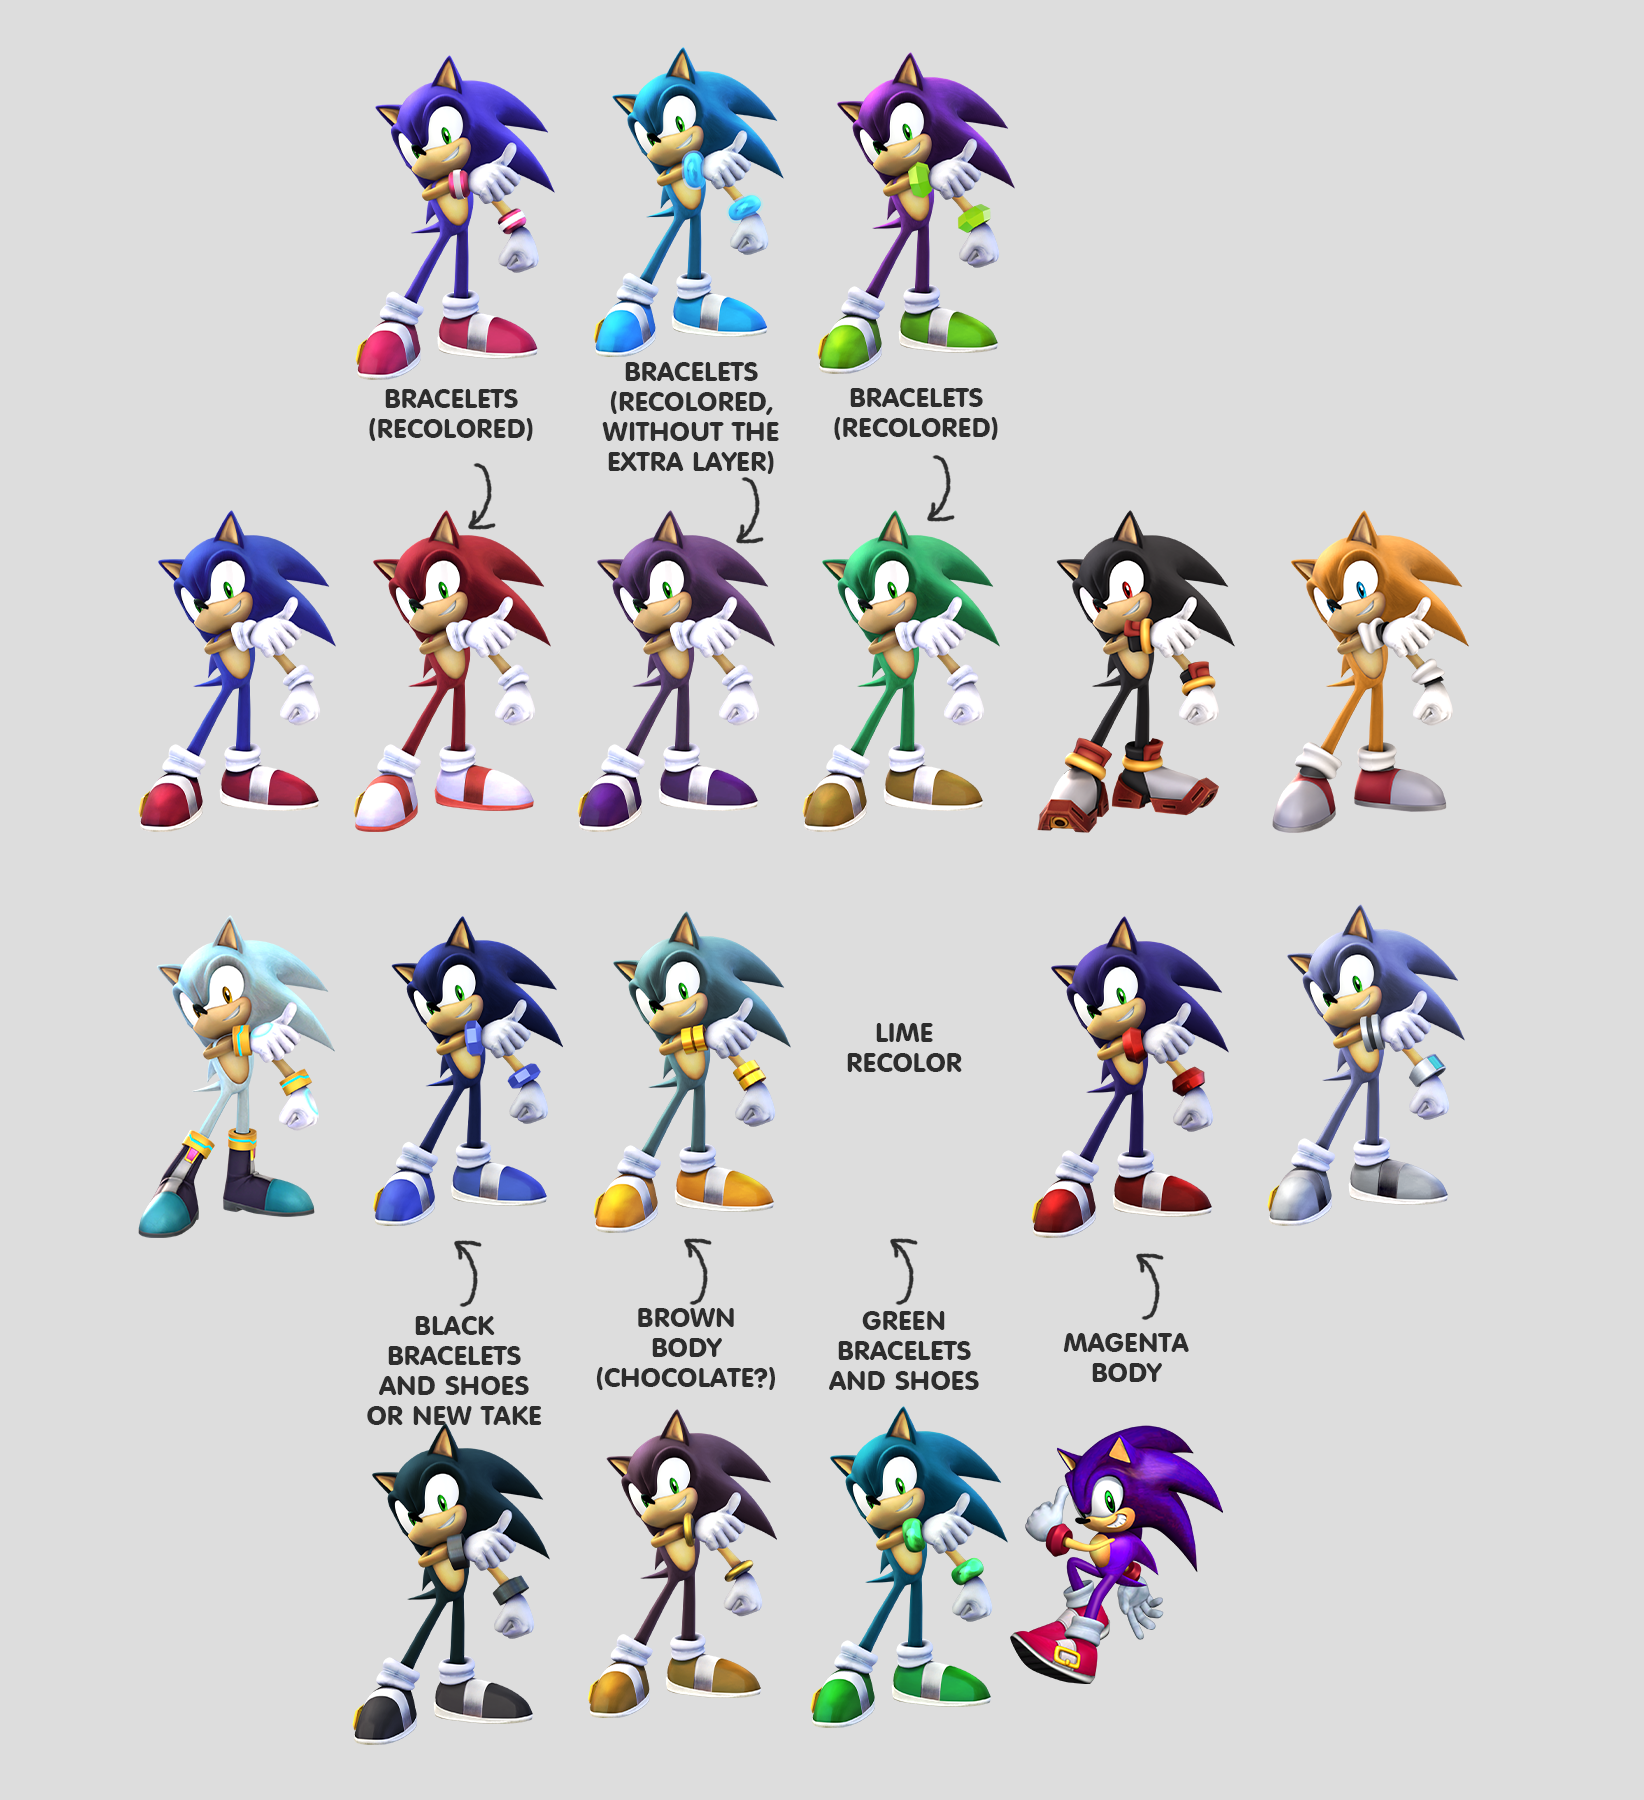 BRACELETS
(RECOLORED)
BRACELETS
(RECOLORED,
WITHOUT THE
EXTRA LAYER)
BRACELETS
(RECOLORED)
LIME
RECOLOR
BLACK
BRACELETS
AND SHOES
OR NEW TAKE
BROWN
BODY
(CHOCOLATE?)
GREEN
BRACELETS
AND SHOES
MAGENTA
BODY